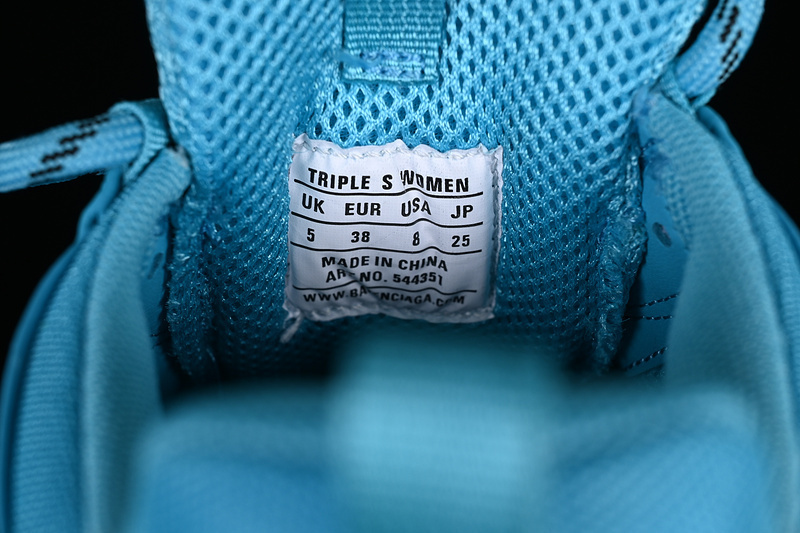 TRIPLE S WOMEN
UK EUR USA JP
5 38 8 25
MADE IN CHINA
ART.NO. 544351
WWW.BALENCIAGA.COM